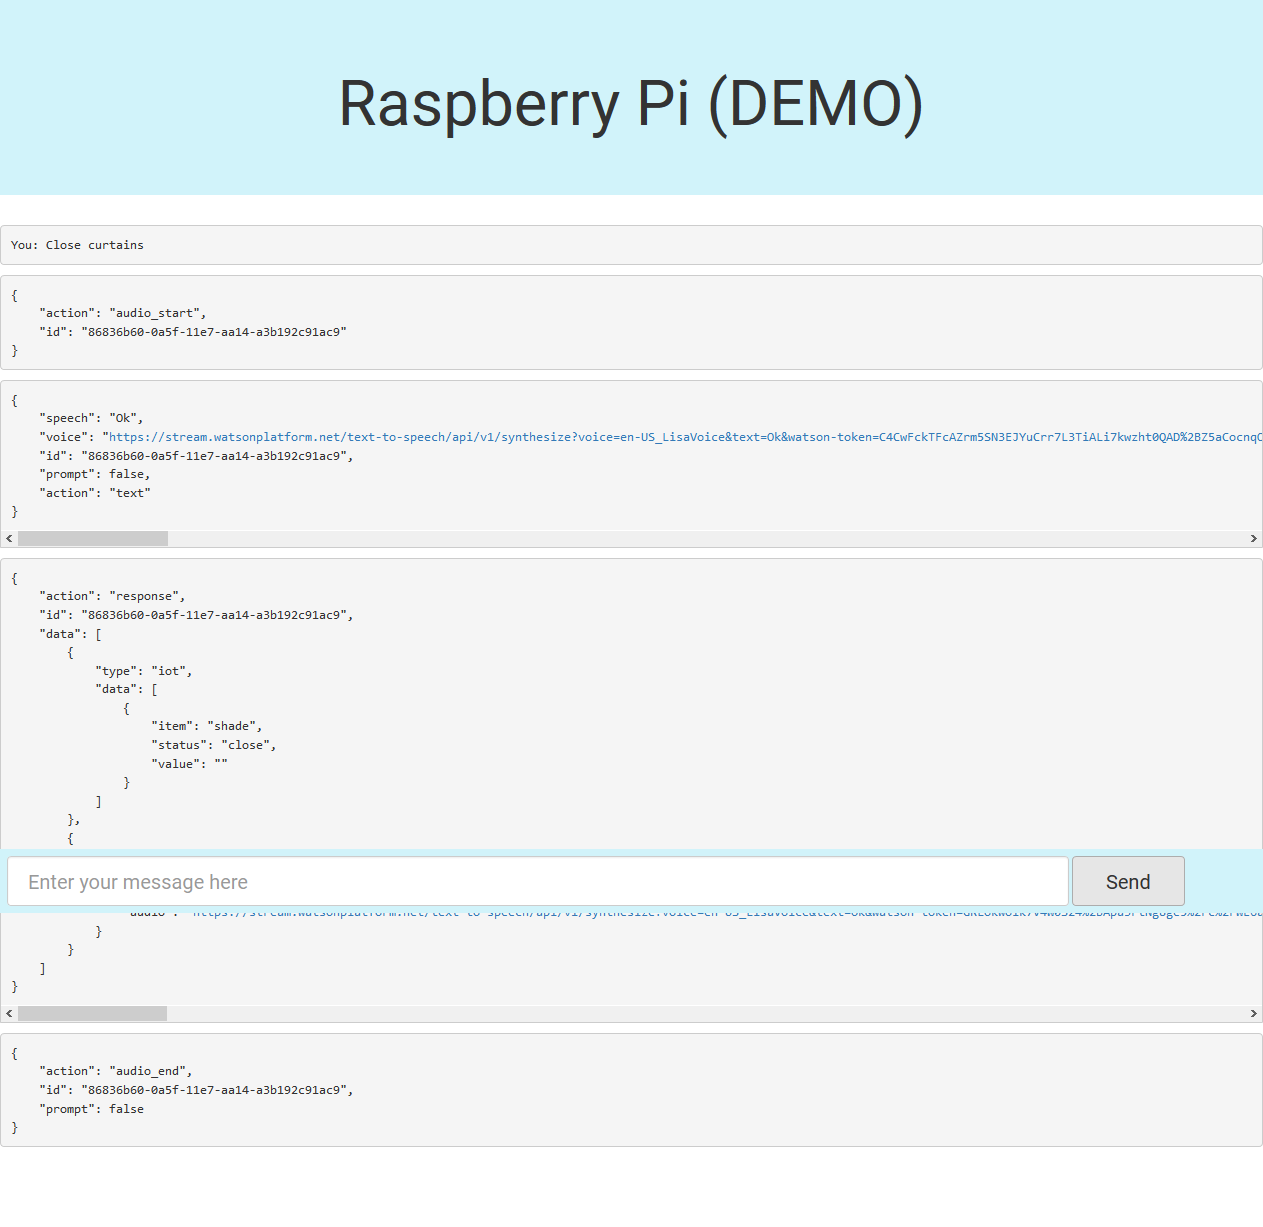 Raspberry Pi (DEMO)
You: Close curtains
{
"action": "audio_start",
"id": "86836b60-0a5f-11e7-aa14-a3b192c91ac9"
}
{
"speech": "Ok",
"voice": "https://stream.watsonplatform.net/text-to-speech/api/v1/synthesize?voice=en-US_LisaVoice&text=Ok&watson-token=C4CwFckTFcAZrm5SN3EJYuCrr7L3TiALi7kwzht0QAD%2BZ5aCocnqC
"id": "86836b60-0a5f-11e7-aa14-a3b192c91ac9",
"prompt": false,
"action": "text"
}
{
"action": "response",
"id": "86836b60-0a5f-11e7-aa14-a3b192c91ac9",
"data": [
{
"type": "iot",
"data": [
{
"item": "shade",
"status": "close",
"value": ""
}
]
},
{
Enter your message here
Send
}
}
]
}
{
"action": "audio_end",
"id": "86836b60-0a5f-11e7-aa14-a3b192c91ac9",
"prompt": false
}